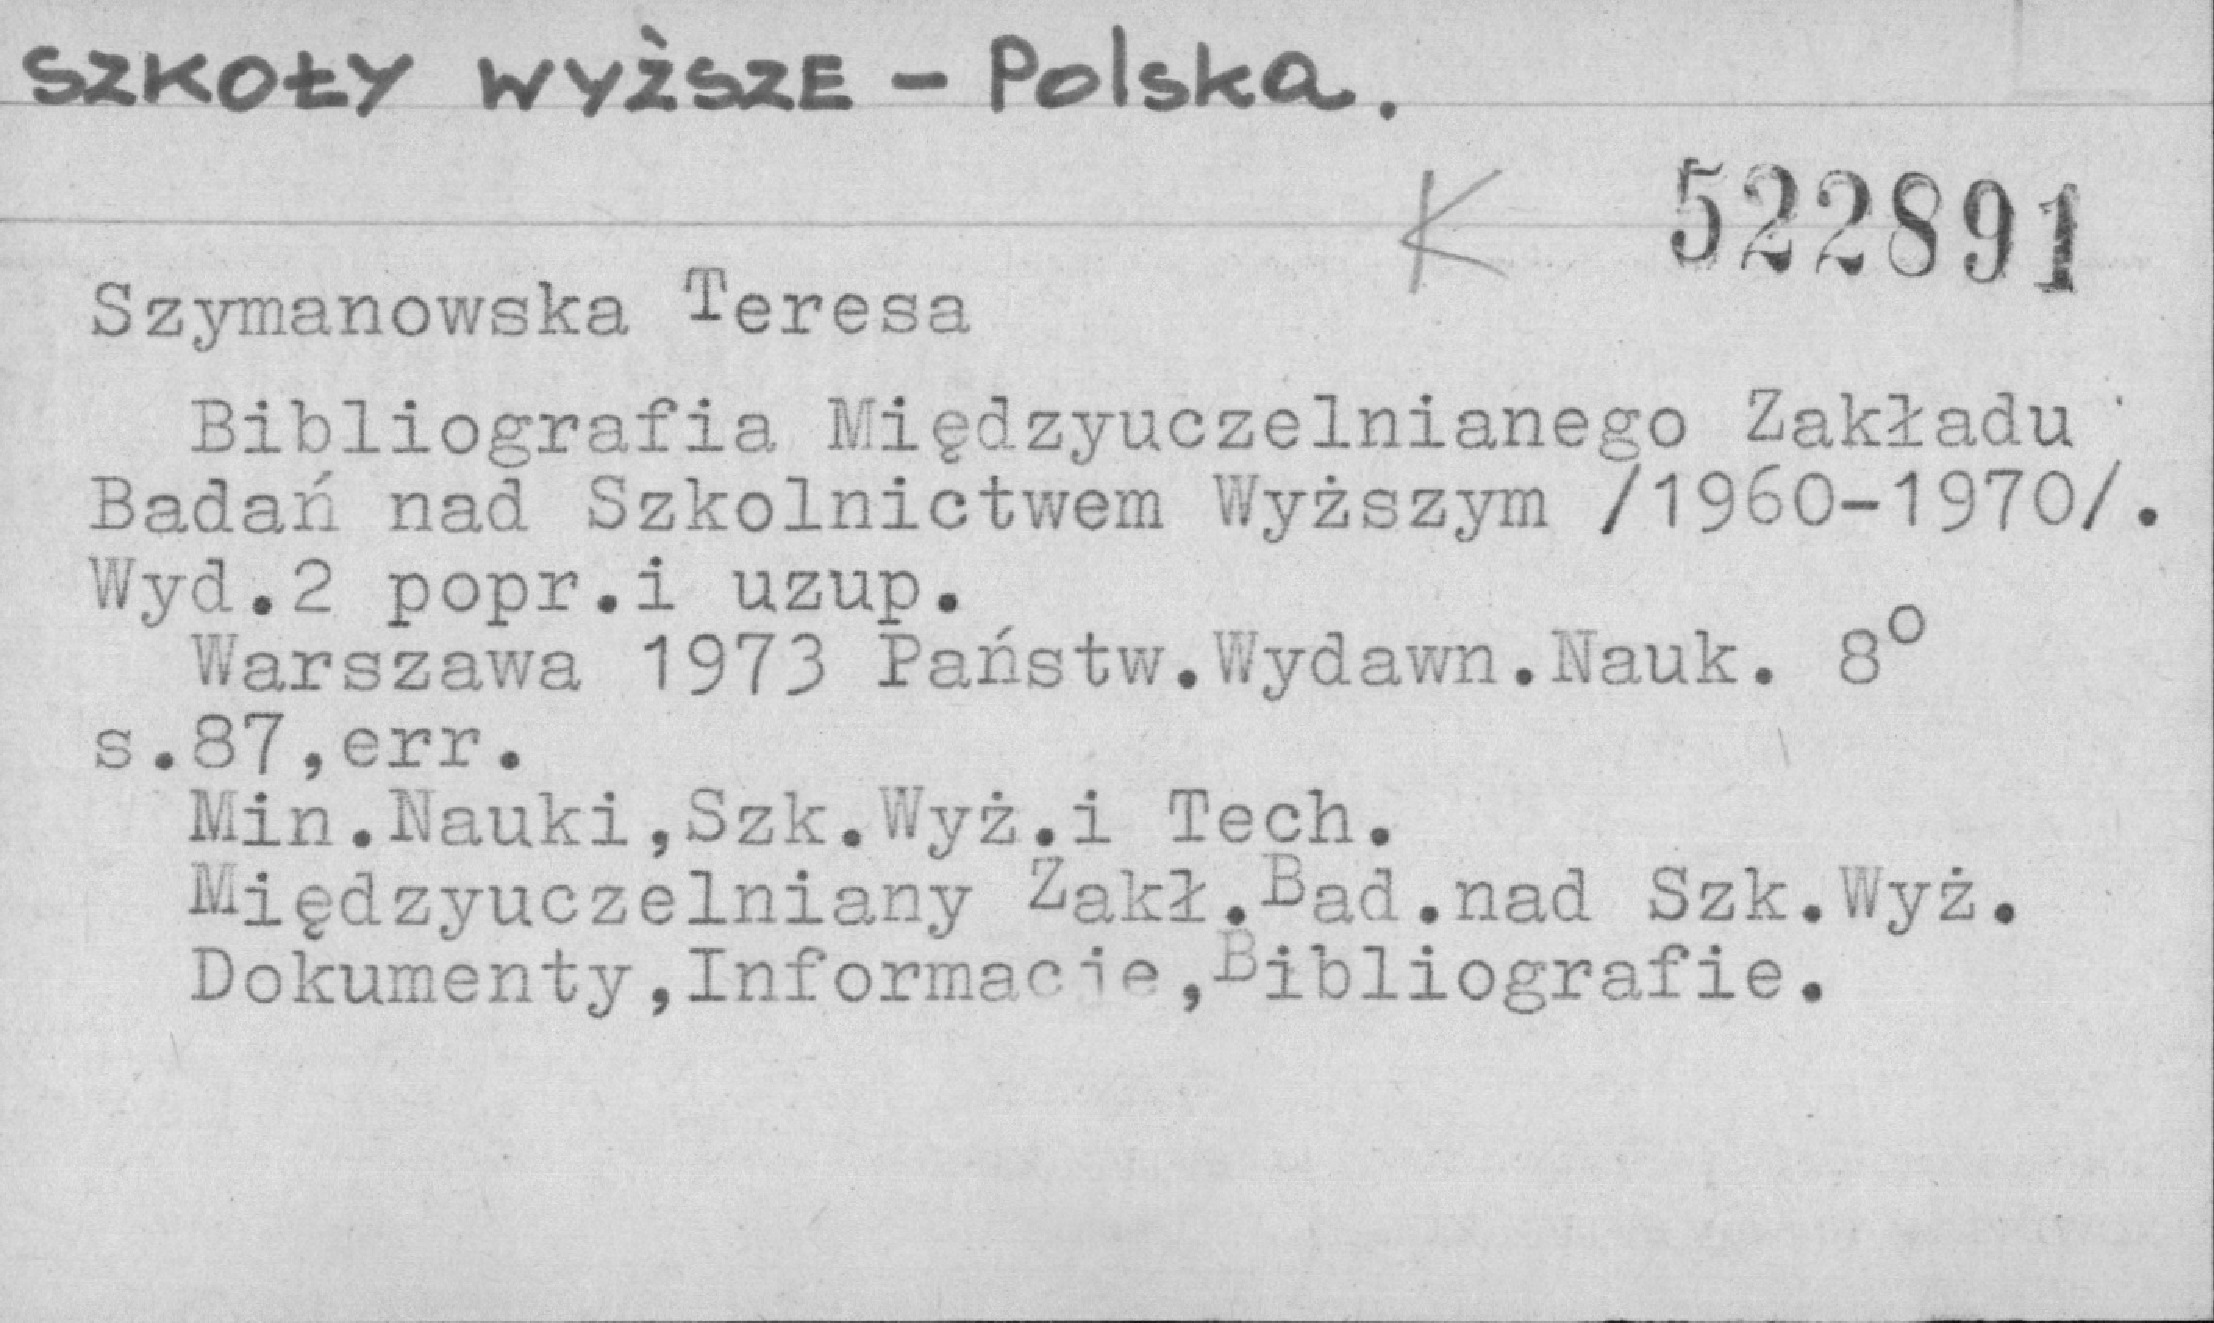 SZKOŁY WYŻSZE - Polska.
K 522891
Szymanowska Teresa
Bibliografia Międzyuczelnianego Zakładu
Badań nad Szkolnictwem Wyższym /1960-1970/.
Wyd.2 popr.i uzup.
Warszawa 1973 Państw.Wydawn.Nauk. 8°
s.87,err.
Min.Nauki,Szk.Wyż.i Tech.
Międzyuczelniany Zakł.Bad.nad Szk.Wyż.
Dokumenty,Informacje,Bibliografie.